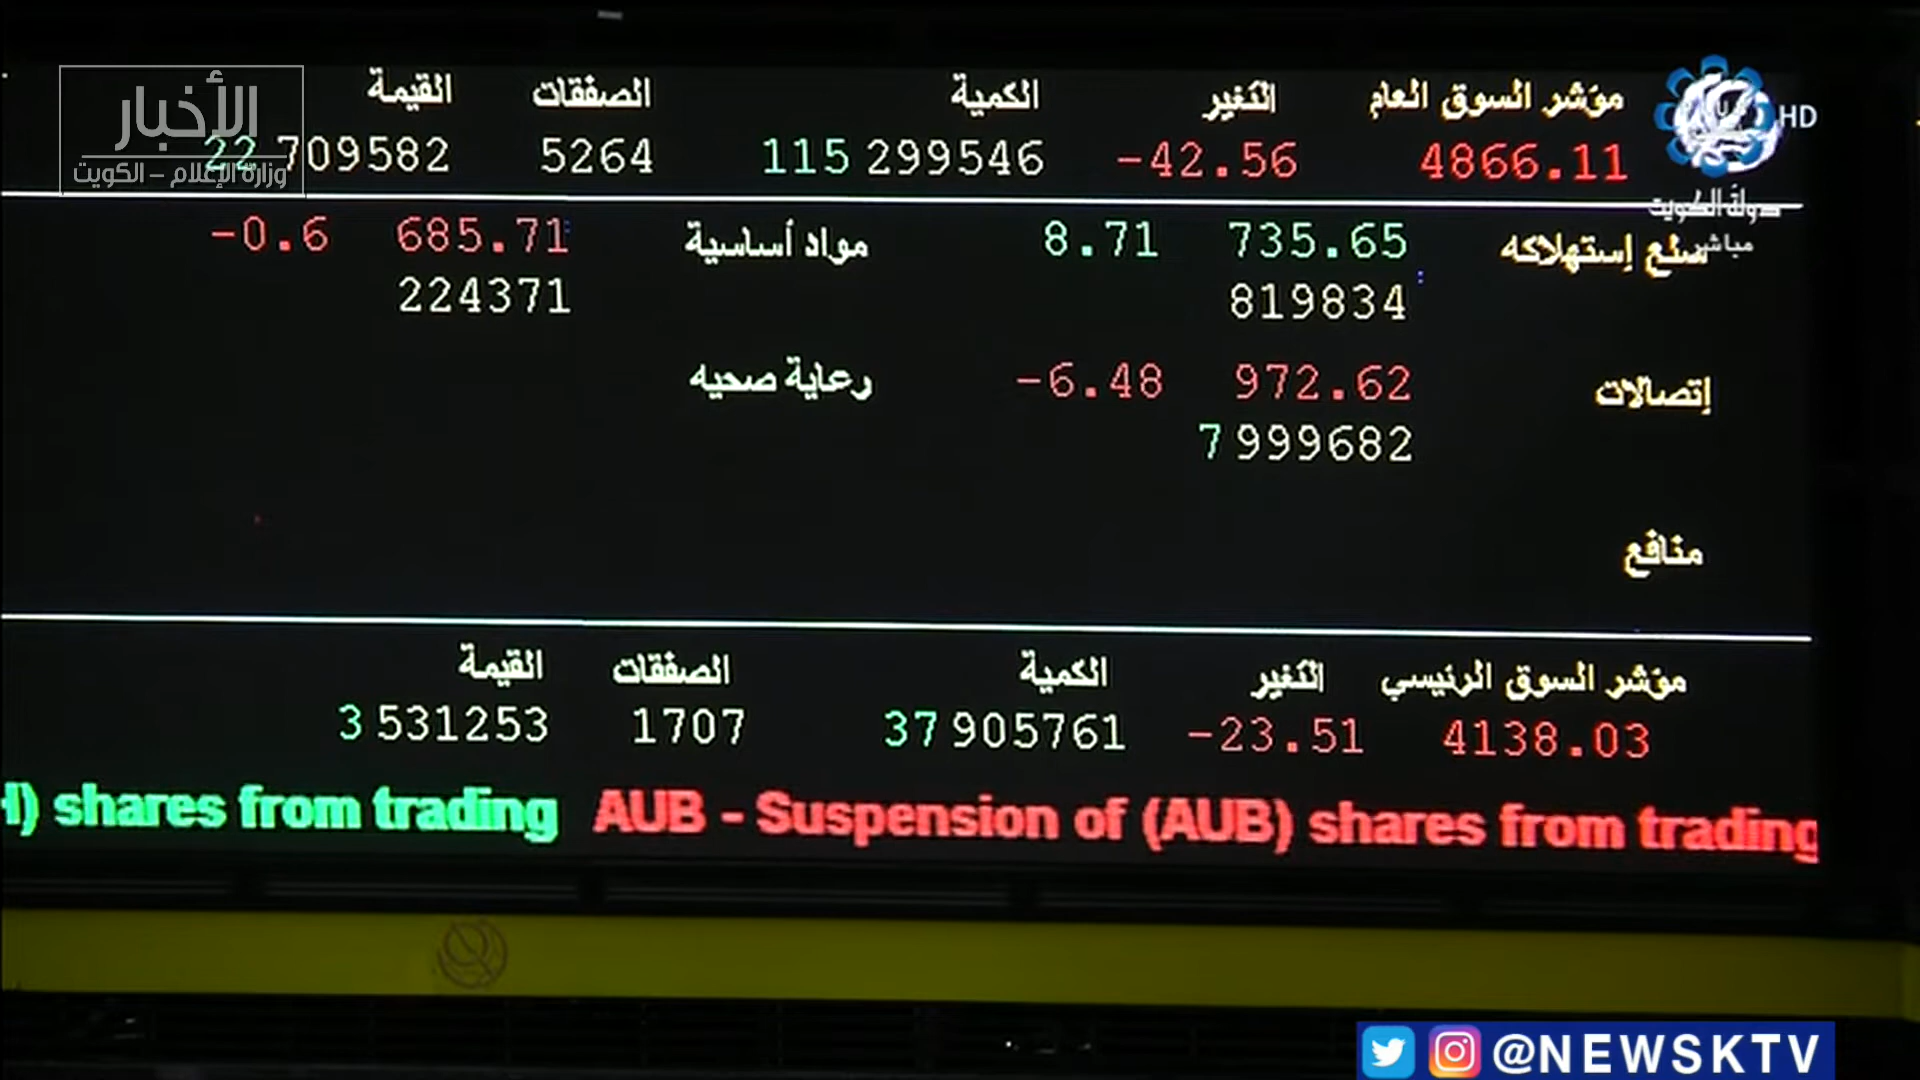 مؤشر السوق العام التغير الكمية الصفقات القيمة
4866.11 -42.56 115 299546 5264 22 709582
الأخبار
وزارة الإعلام – الكويت
HD
دولة الكويت
مباشر
سلع إستهلاكه 735.65 8.71 مواد أساسية 685.71 -0.6
819834 224371
إتصالات 972.62 -6.48 رعاية صحيه
7 999682
منافع
مؤشر السوق الرئيسي التغير الكمية الصفقات القيمة
4138.03 -23.51 37 905761 1707 3 531253
) shares from trading AUB - Suspension of (AUB) shares from trading
@NEWSKTV